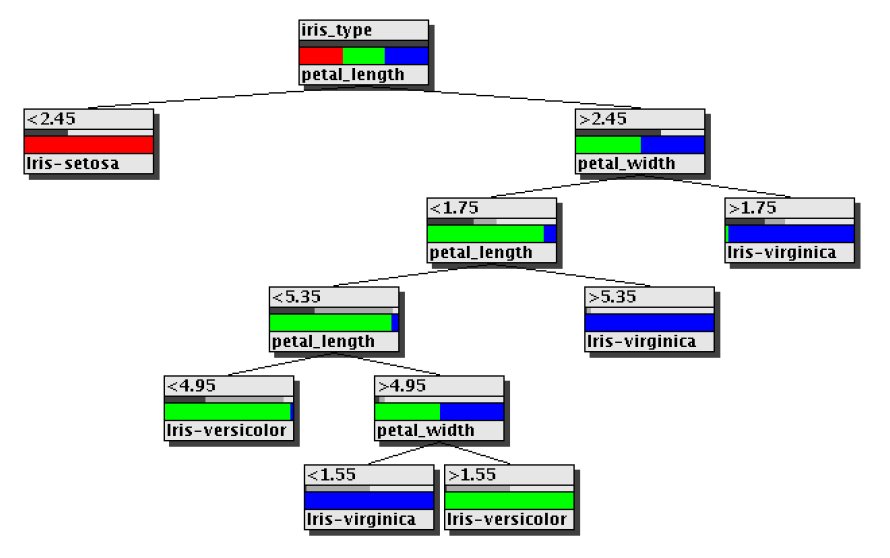 iris_type
petal_length
<2.45
Iris-setosa
>2.45
petal_width
<1.75
petal_length
>1.75
Iris-virginica
<5.35
petal_length
>5.35
Iris-virginica
<4.95
Iris-versicolor
>4.95
petal_width
<1.55
Iris-virginica
>1.55
Iris-versicolor